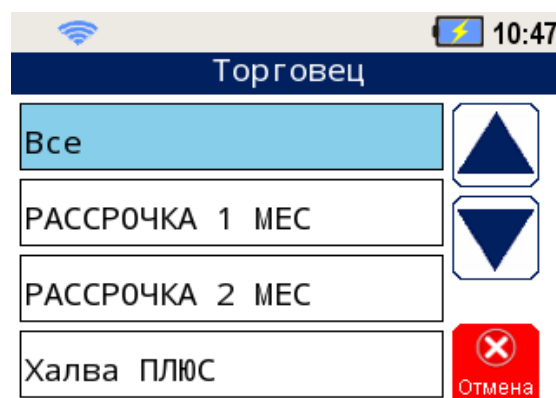 10:47
Торговец
Все
РАССРОЧКА 1 МЕС
РАССРОЧКА 2 МЕС
Халва ПЛЮС
Отмена